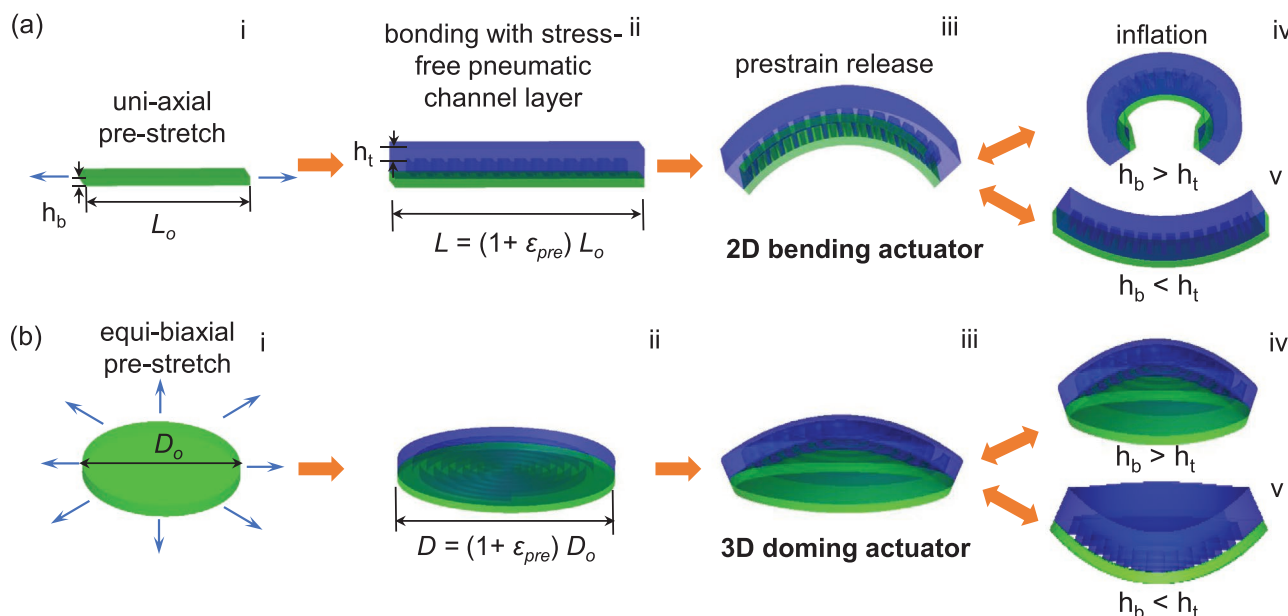 (a)
i
uni-axial
pre-stretch
h_b
L_o
ii
bonding with stress-
free pneumatic
channel layer
h_t
L = (1+ ε_pre) L_o
iii
prestrain release
2D bending actuator
iv
inflation
h_b > h_t
v
h_b < h_t
(b)
equi-biaxial
pre-stretch
i
D_o
ii
D = (1+ ε_pre) D_o
iii
3D doming actuator
iv
h_b > h_t
v
h_b < h_t